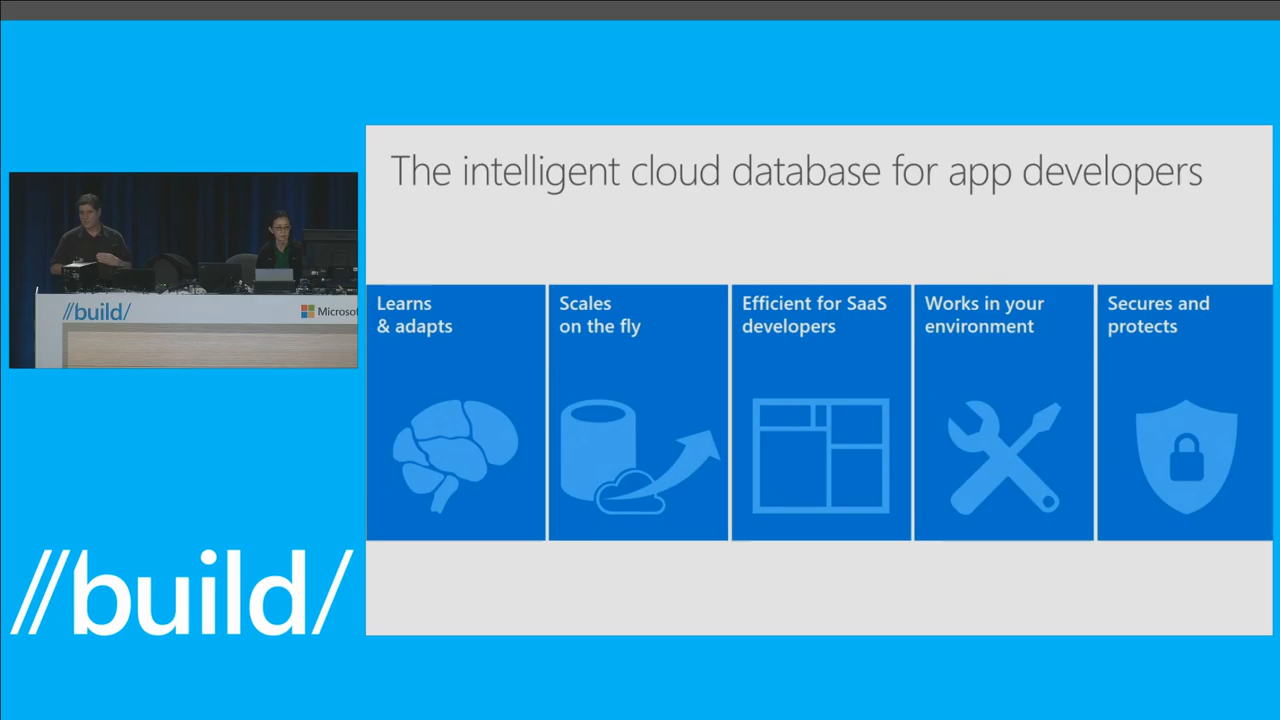 The intelligent cloud database for app developers
Learns
& adapts
Scales
on the fly
Efficient for SaaS
developers
Works in your
environment
Secures and
protects
//build/
Microsof
//build/